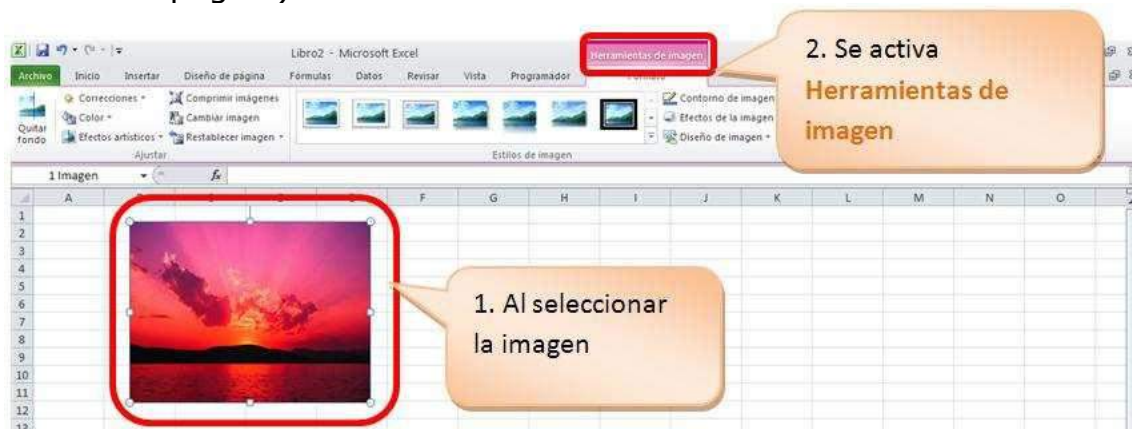 Libro2 - Microsoft Excel
Herramientas de imagen
2. Se activa
Herramientas de
imagen
Archivo Inicio Insertar Diseño de página Fórmulas Datos Revisar Vista Programador
Correcciones Comprimir imágenes Contorno de imagen
Color Cambiar imagen Efectos de la imagen
Quitar fondo Efectos artísticos Restablecer imagen Diseño de imagen
Ajustar Estilos de imagen
1 Imagen fx
A F G H I J K L M N O
1
2
3
4
5
6
7
8
9
10
11
12
13
1. Al seleccionar
la imagen